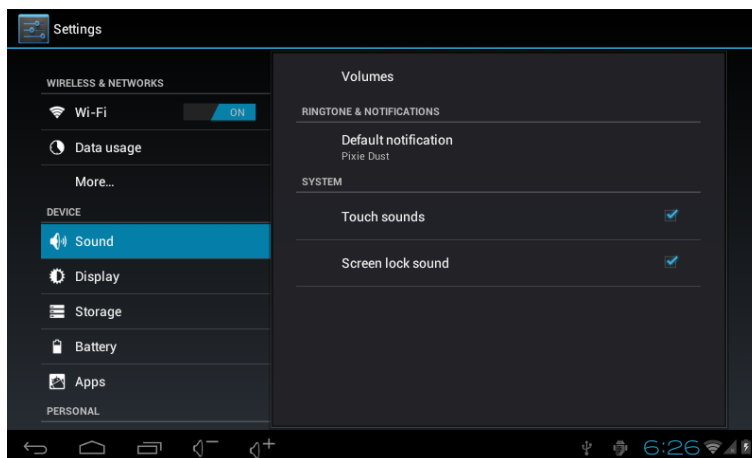 Settings
WIRELESS & NETWORKS
Wi-Fi
ON
Data usage
More...
DEVICE
Sound
Display
Storage
Battery
Apps
PERSONAL
Volumes
RINGTONE & NOTIFICATIONS
Default notification
Pixie Dust
SYSTEM
Touch sounds
Screen lock sound
6:26